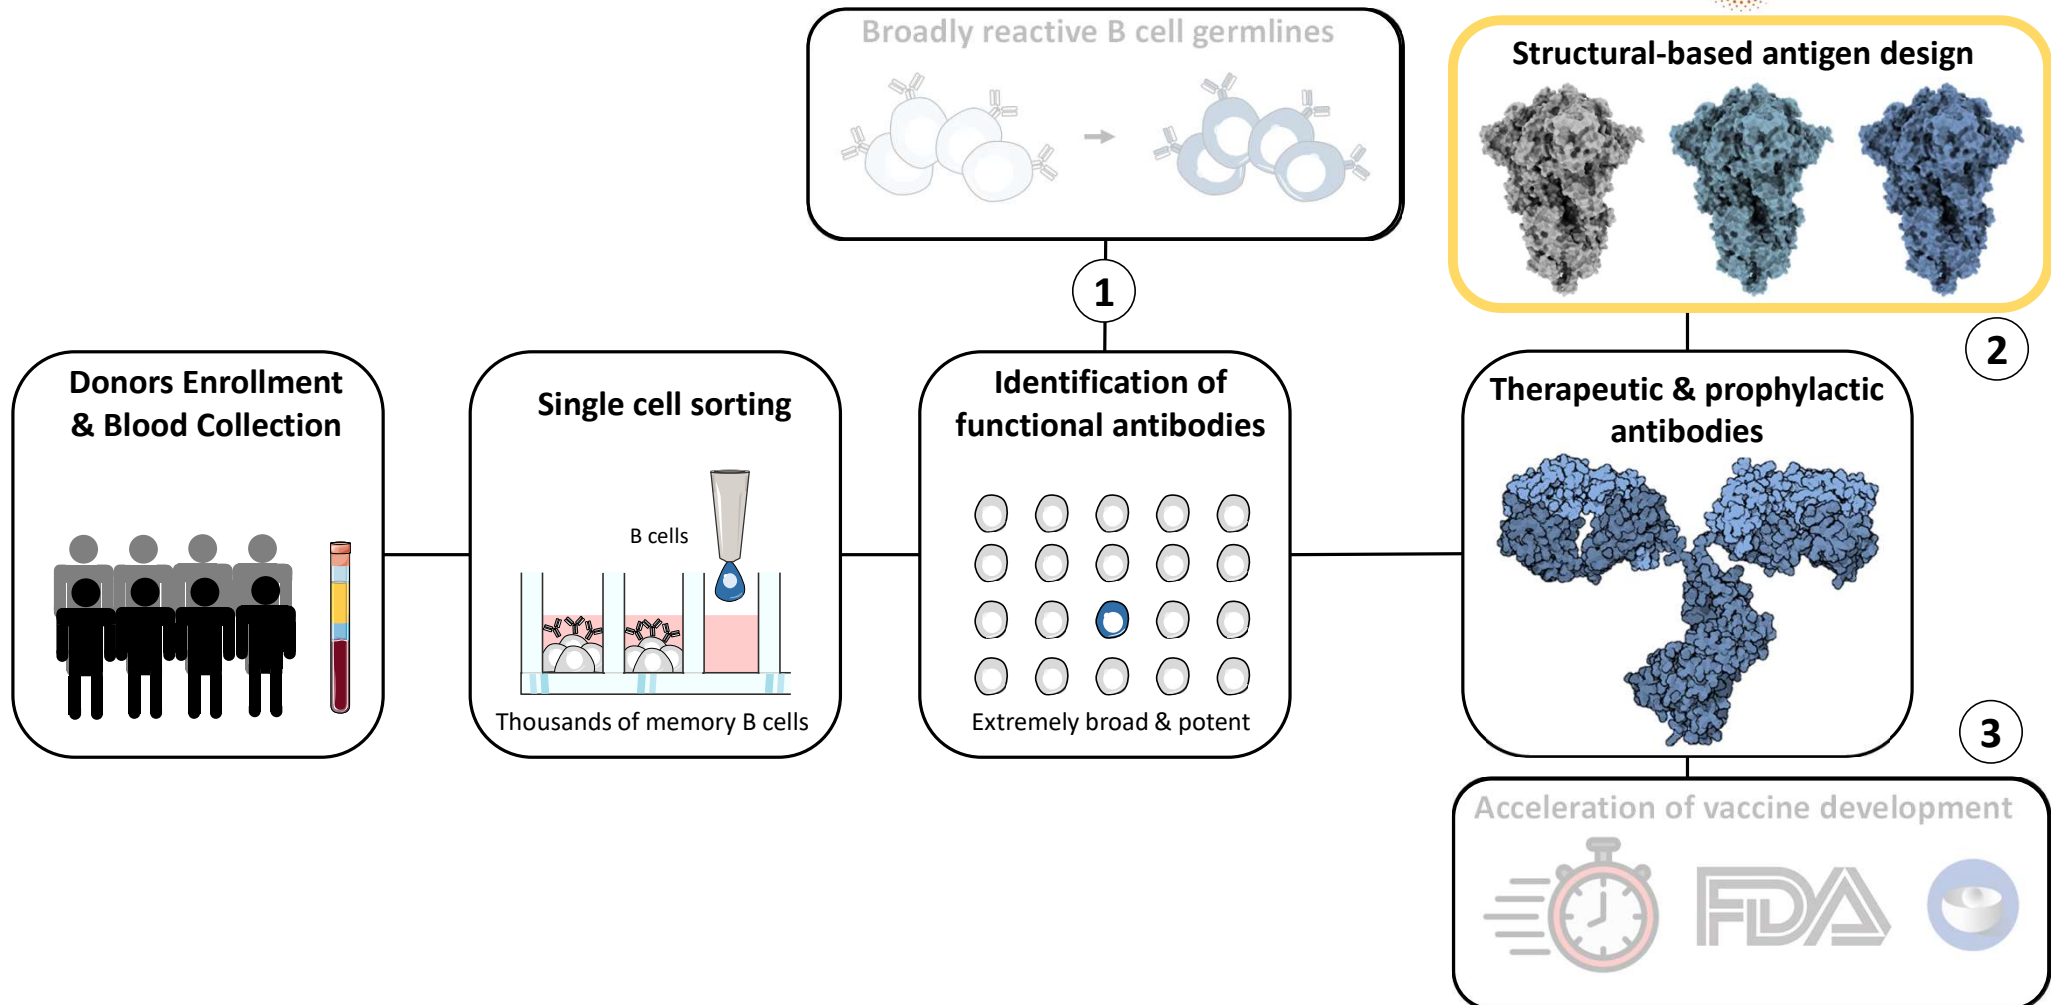 Broadly reactive B cell germlines
Structural-based antigen design
1
2
Donors Enrollment
& Blood Collection
Single cell sorting
B cells
Thousands of memory B cells
Identification of
functional antibodies
Extremely broad & potent
Therapeutic & prophylactic
antibodies
3
Acceleration of vaccine development
FDA